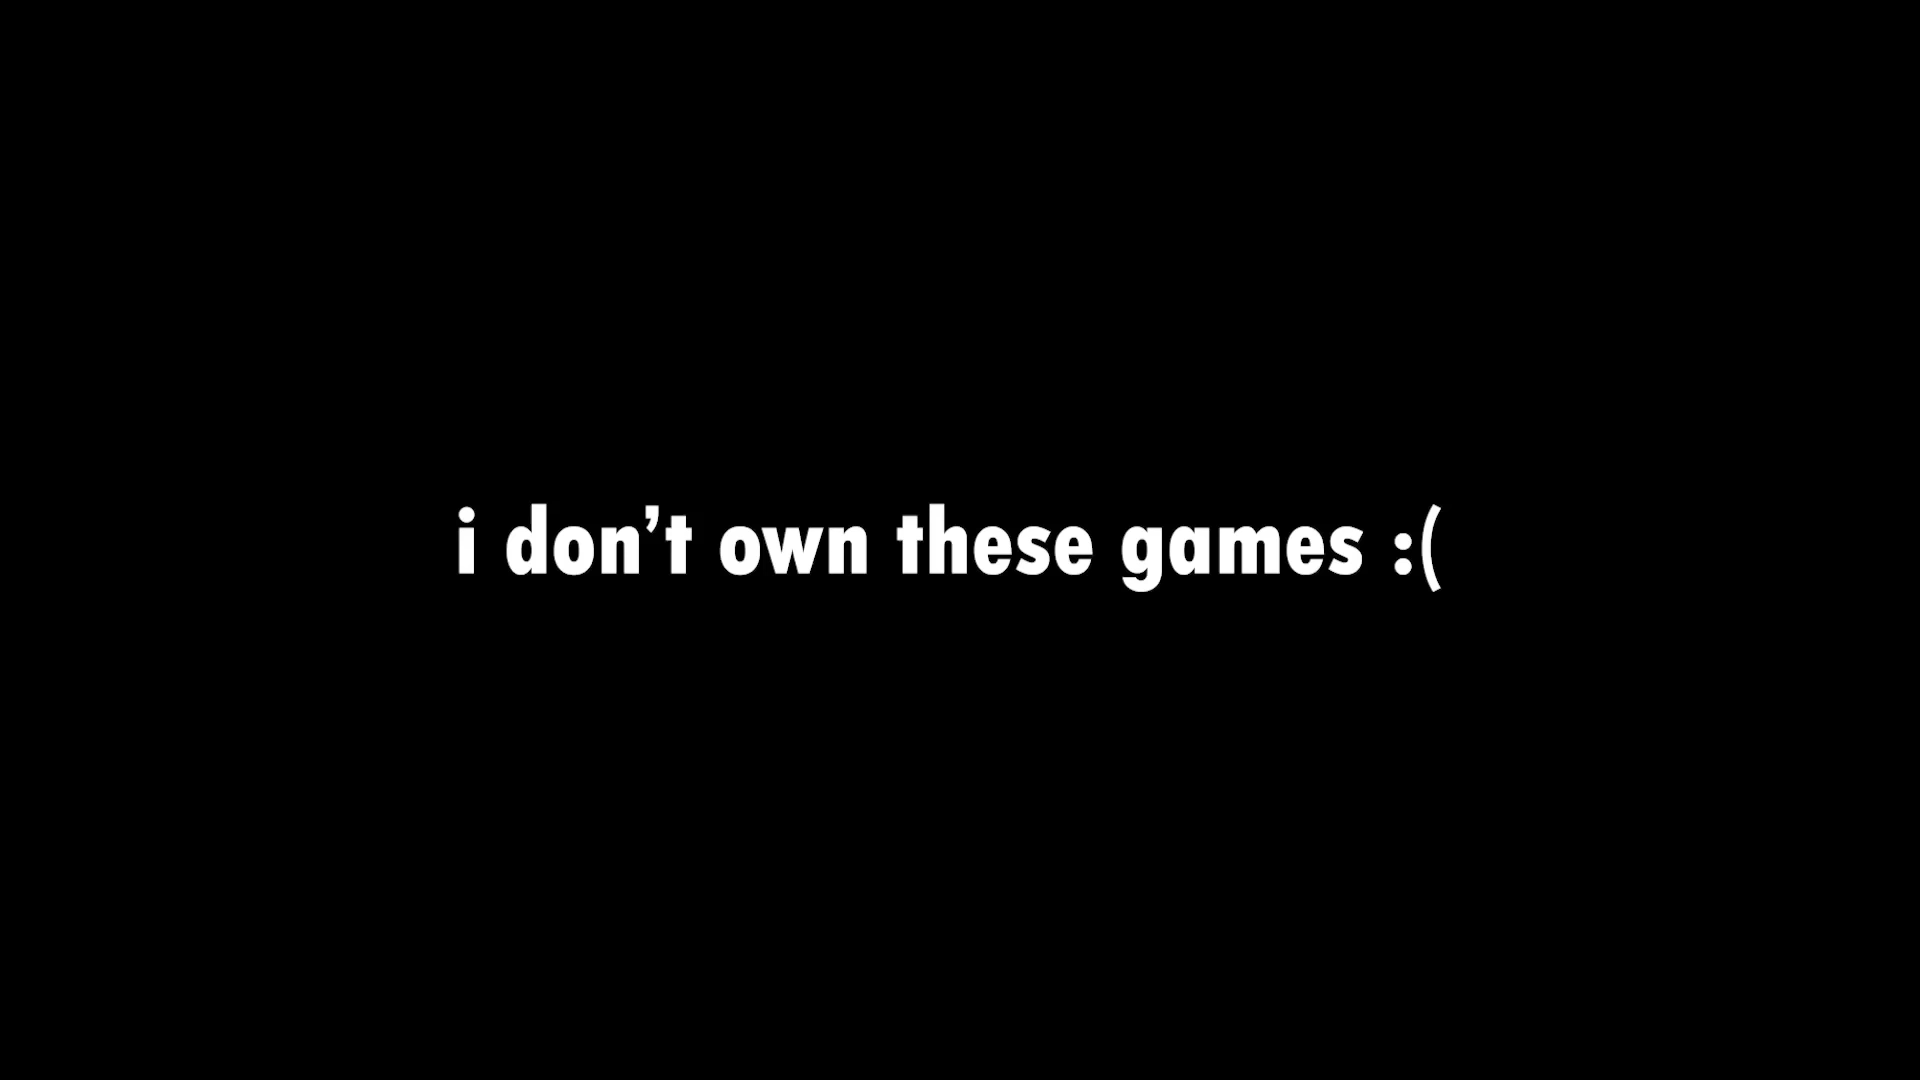 i don’t own these games :(